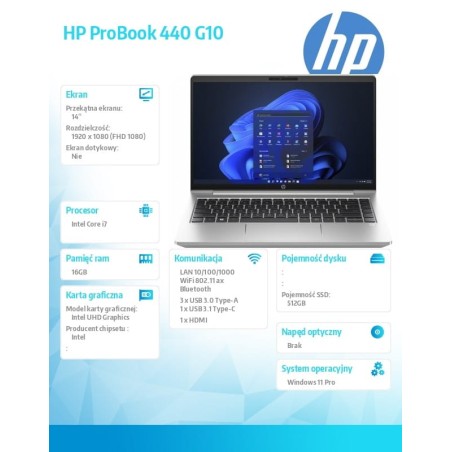 HP ProBook 440 G10
hp
Ekran
Przekątna ekranu:
14"
Rozdzielczość:
1920 x 1080 (FHD 1080)
Ekran dotykowy:
Nie
Procesor
Intel Core i7
Pamięć ram
16GB
Karta graficzna
Model karty graficznej:
Intel UHD Graphics
Producent chipsetu :
Intel
:
Komunikacja
LAN 10/100/1000
WiFi 802.11 ax
Bluetooth
3 x USB 3.0 Type-A
1 x USB 3.1 Type-C
1 x HDMI
Pojemność dysku
:
:
Pojemność SSD:
512GB
Napęd optyczny
Brak
System operacyjny
Windows 11 Pro